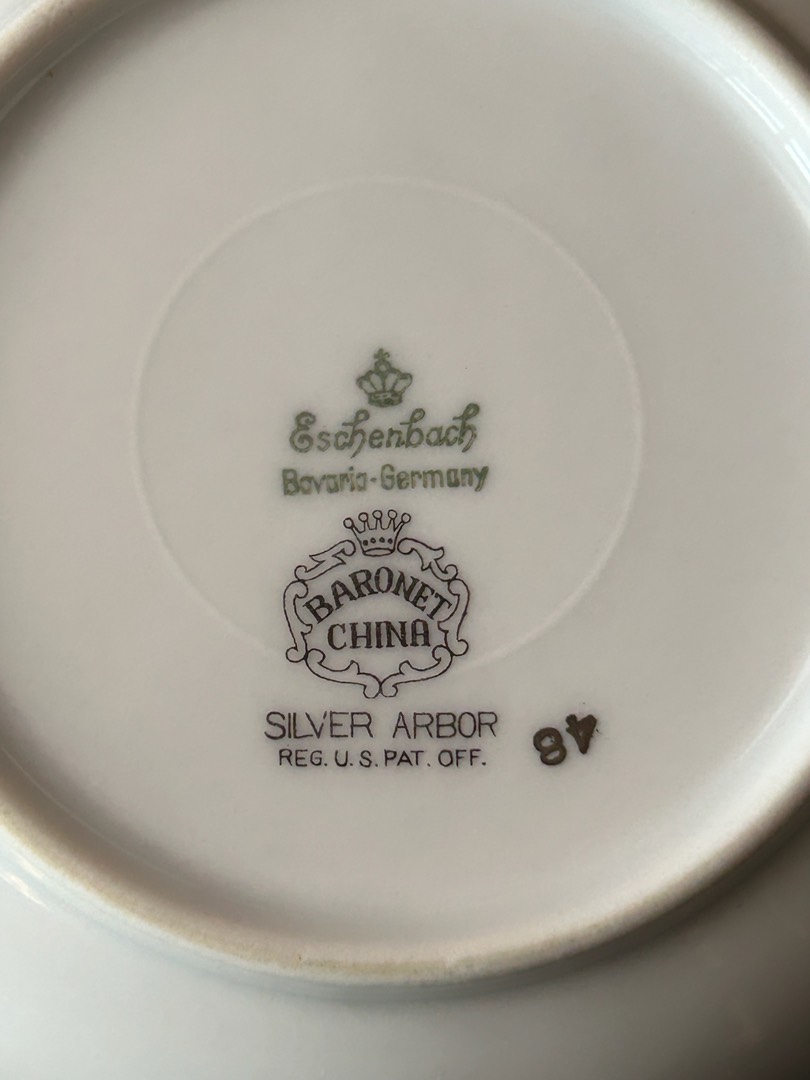 Eschenbach
Bavaria-Germany
BARONET
CHINA
SILVER ARBOR
REG. U.S. PAT. OFF.
48